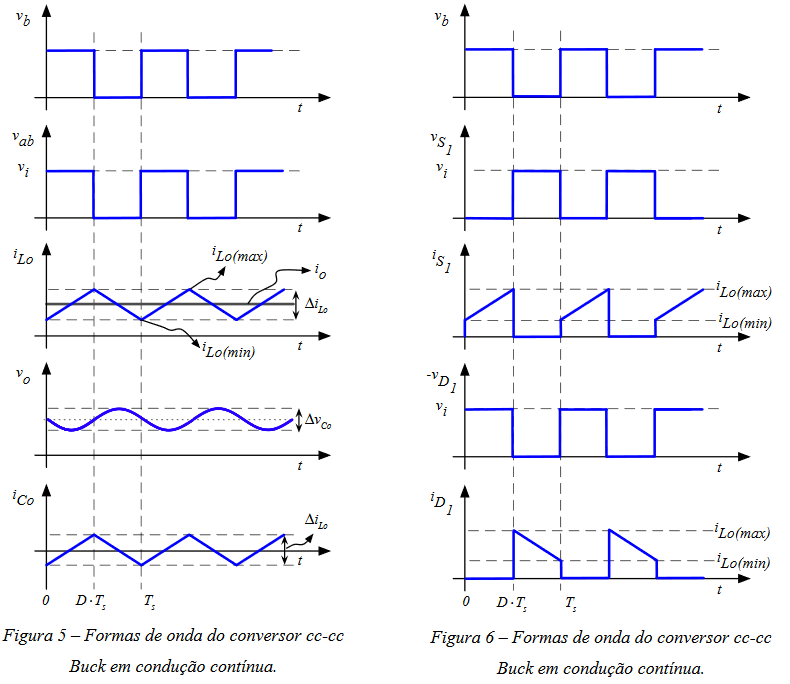 v_b
t
v_ab
v_i
t
i_Lo
i_Lo(max)
i_o
Δi_Lo
i_Lo(min)
t
v_o
Δv_Co
t
i_Co
Δi_Lo
t
0
D·T_s
T_s
Figura 5 – Formas de onda do conversor cc-cc
Buck em condução contínua.
v_b
t
v_S1
v_i
t
i_S1
i_Lo(max)
i_Lo(min)
t
-v_D1
v_i
t
i_D1
i_Lo(max)
i_Lo(min)
t
0
D·T_s
T_s
Figura 6 – Formas de onda do conversor cc-cc
Buck em condução contínua.